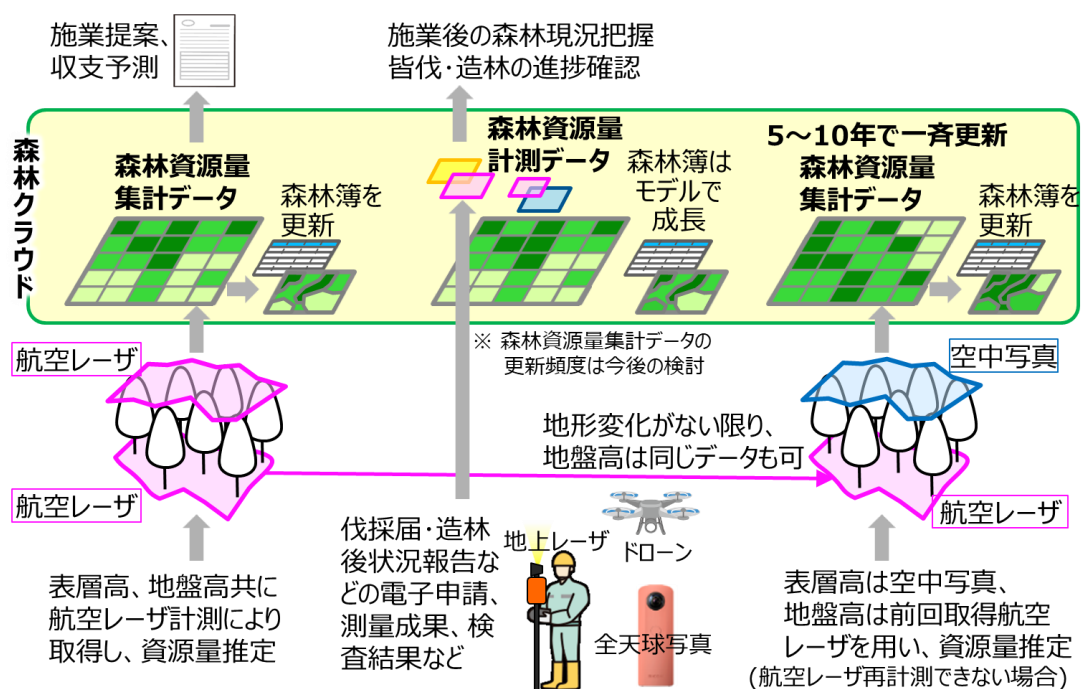 施業提案、
収支予測
施業後の森林現況把握
皆伐・造林の進捗確認
森林クラウド
森林資源量
集計データ
森林簿を
更新
森林資源量
計測データ
森林簿は
モデルで
成長
5～10年で一斉更新
森林資源量
集計データ
森林簿を
更新
※ 森林資源量集計データの
更新頻度は今後の検討
航空レーザ
空中写真
地形変化がない限り、
地盤高は同じデータも可
航空レーザ
航空レーザ
表層高、地盤高共に
航空レーザ計測により
取得し、資源量推定
伐採届・造林
後状況報告な
どの電子申請、
測量成果、検
査結果など
地上レーザ
ドローン
全天球写真
表層高は空中写真、
地盤高は前回取得航空
レーザを用い、資源量推定
(航空レーザ再計測できない場合)